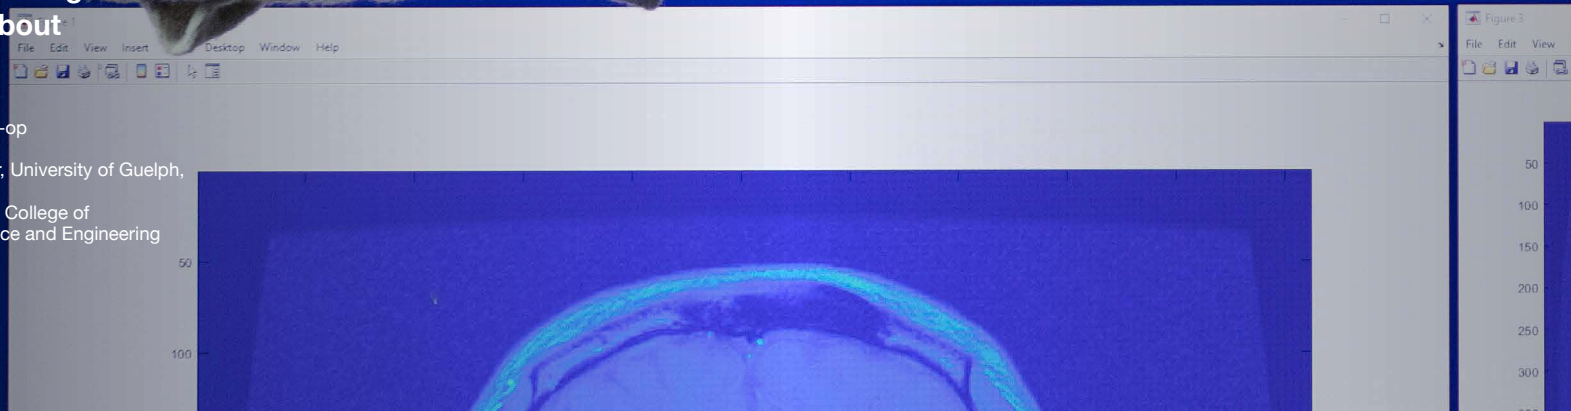 bout
File Edit View Insert Desktop Window Help
Figure 3
File Edit View
-op
, University of Guelph,
College of
ce and Engineering
50
100
50
100
150
200
250
300